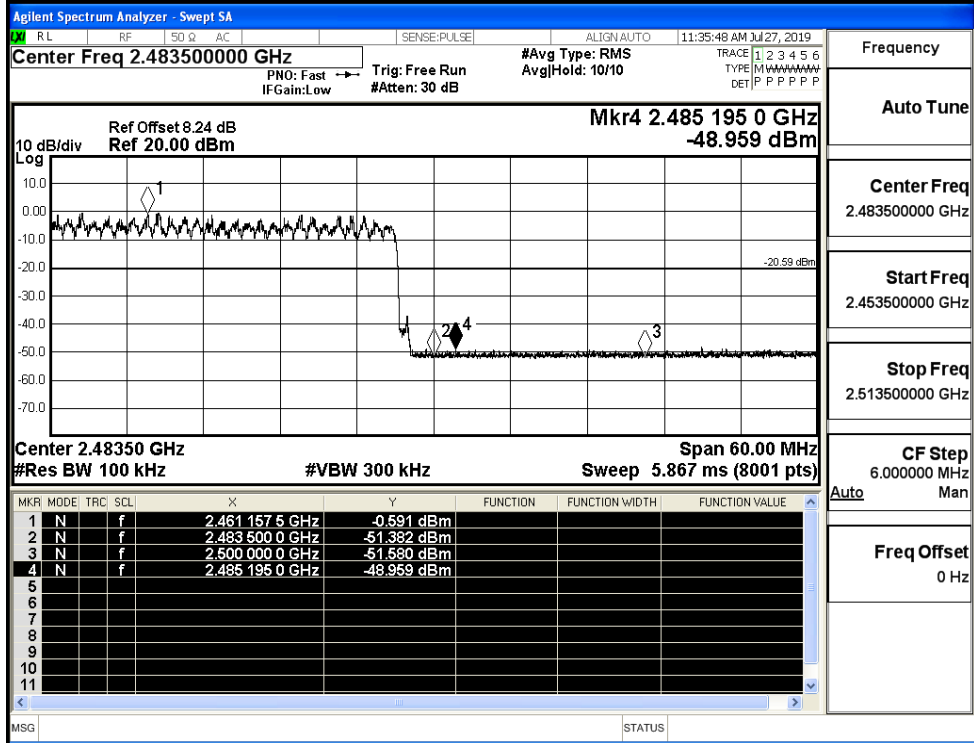 Agilent Spectrum Analyzer - Swept SA
LXI RL RF 50 Ω AC SENSE:PULSE ALIGN AUTO 11:35:48 AM Jul 27, 2019
Center Freq 2.483500000 GHz
PNO: Fast
IFGain:Low
Trig: Free Run
#Atten: 30 dB
#Avg Type: RMS
Avg|Hold: 10/10
TRACE 1 2 3 4 5 6
TYPE M W W W W W
DET P P P P P P
Mkr4 2.485 195 0 GHz
-48.959 dBm
Ref Offset 8.24 dB
10 dB/div Ref 20.00 dBm
Log
10.0
0.00
-10.0
-20.0
-30.0
-40.0
-50.0
-60.0
-70.0
1
-20.59 dBm
2 4 3
Center 2.48350 GHz Span 60.00 MHz
#Res BW 100 kHz #VBW 300 kHz Sweep 5.867 ms (8001 pts)
MKR MODE TRC SCL X Y FUNCTION FUNCTION WIDTH FUNCTION VALUE
1 N f 2.461 157 5 GHz -0.591 dBm
2 N f 2.483 500 0 GHz -51.382 dBm
3 N f 2.500 000 0 GHz -51.580 dBm
4 N f 2.485 195 0 GHz -48.959 dBm
5
6
7
8
9
10
11
MSG STATUS
Frequency
Auto Tune
Center Freq
2.483500000 GHz
Start Freq
2.453500000 GHz
Stop Freq
2.513500000 GHz
CF Step
6.000000 MHz
Auto Man
Freq Offset
0 Hz